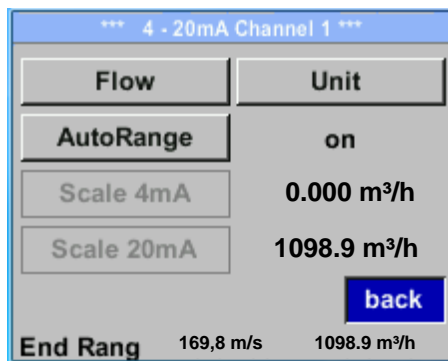 *** 4 - 20mA Channel 1 ***
Flow Unit
AutoRange on
Scale 4mA 0.000 m³/h
Scale 20mA 1098.9 m³/h
back
End Rang 169,8 m/s 1098.9 m³/h